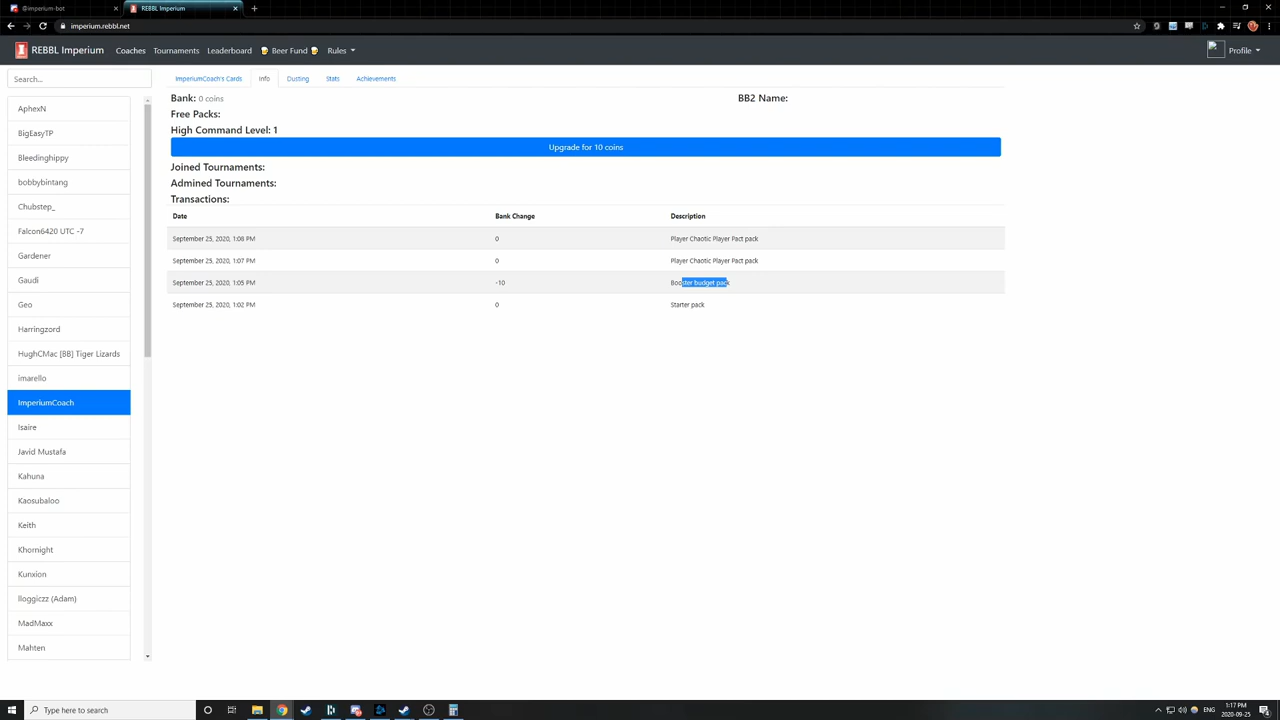 @imperium-bot
REBBL Imperium
imperium.rebbl.net
REBBL Imperium
Coaches
Tournaments
Leaderboard
Beer Fund
Rules
Profile
Search...
AphexN
BigEasyTP
Bleedinghippy
bobbybintang
Chubstep_
Falcon6420 UTC -7
Gardener
Gaudi
Geo
Harringzord
HughCMac [BB] Tiger Lizards
imarello
ImperiumCoach
Isaire
Javid Mustafa
Kahuna
Kaosubaloo
Keith
Khornight
Kunxion
lloggiczz (Adam)
MadMaxx
Mahten
ImperiumCoach's Cards
Info
Dusting
Stats
Achievements
Bank: 0 coins
BB2 Name:
Free Packs:
High Command Level: 1
Upgrade for 10 coins
Joined Tournaments:
Admined Tournaments:
Transactions:
Date Bank Change Description
September 25, 2020, 1:08 PM 0 Player Chaotic Player Pact pack
September 25, 2020, 1:07 PM 0 Player Chaotic Player Pact pack
September 25, 2020, 1:05 PM -10 Booster budget pack
September 25, 2020, 1:02 PM 0 Starter pack
Type here to search
ENG
1:17 PM
2020-09-25